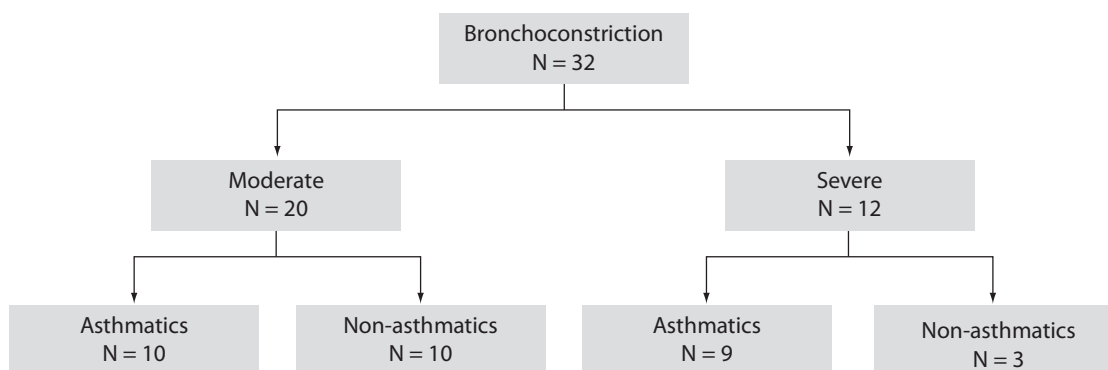 Bronchoconstriction
N = 32
Moderate
N = 20
Severe
N = 12
Asthmatics
N = 10
Non-asthmatics
N = 10
Asthmatics
N = 9
Non-asthmatics
N = 3